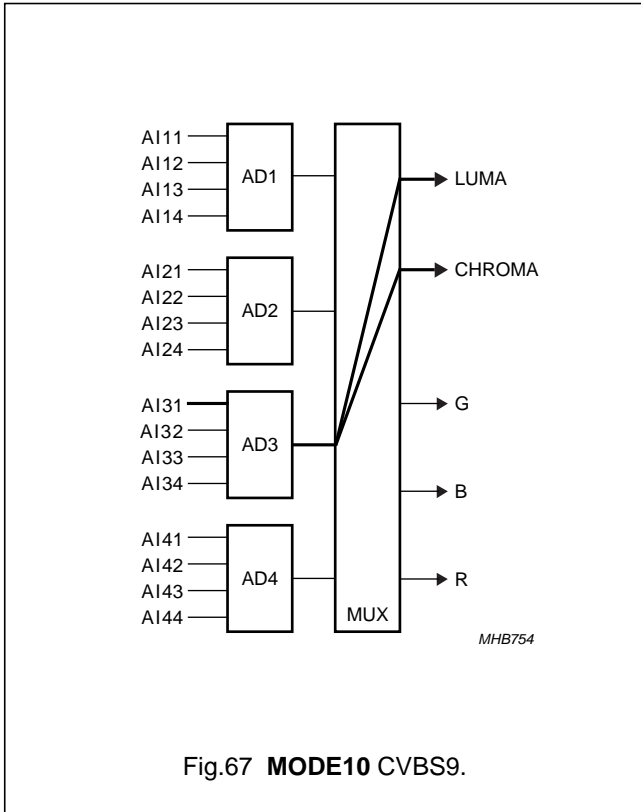 AI11
AI12
AI13
AI14
AD1
AI21
AI22
AI23
AI24
AD2
AI31
AI32
AI33
AI34
AD3
AI41
AI42
AI43
AI44
AD4
MUX
LUMA
CHROMA
G
B
R
MHB754
Fig.67 MODE10 CVBS9.